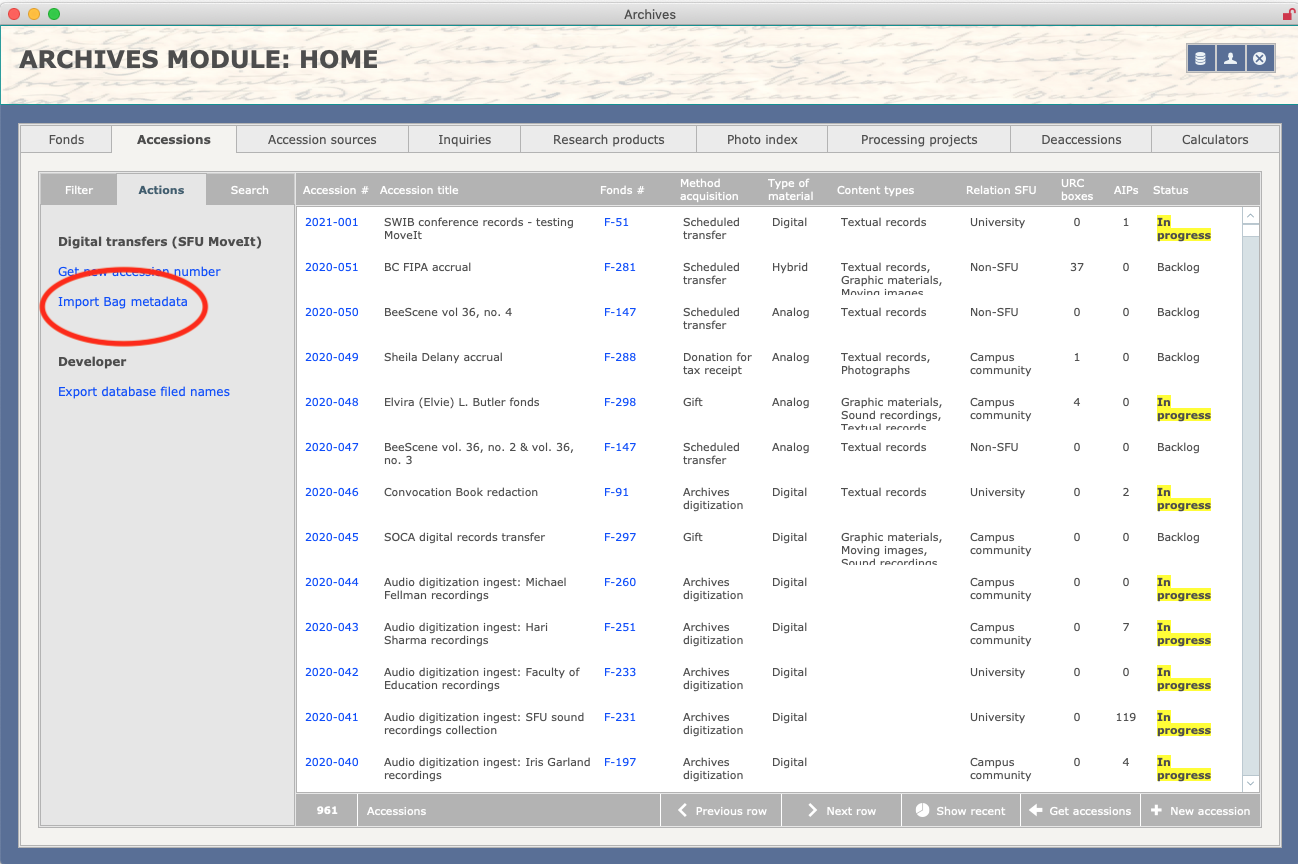 Archives
ARCHIVES MODULE: HOME
Fonds Accessions Accession sources Inquiries Research products Photo index Processing projects Deaccessions Calculators
Filter Actions Search
Digital transfers (SFU MoveIt)
Get new accession number
Import Bag metadata
Developer
Export database filed names
Accession # Accession title Fonds # Method acquisition Type of material Content types Relation SFU URC boxes AIPs Status
2021-001 SWIB conference records - testing MoveIt F-51 Scheduled transfer Digital Textual records University 0 1 In progress
2020-051 BC FIPA accrual F-281 Scheduled transfer Hybrid Textual records, Graphic materials, Moving images Non-SFU 37 0 Backlog
2020-050 BeeScene vol 36, no. 4 F-147 Scheduled transfer Analog Textual records Non-SFU 0 0 Backlog
2020-049 Sheila Delany accrual F-288 Donation for tax receipt Analog Textual records, Photographs Campus community 1 0 Backlog
2020-048 Elvira (Elvie) L. Butler fonds F-298 Gift Analog Graphic materials, Sound recordings, Textual records Campus community 4 0 In progress
2020-047 BeeScene vol. 36, no. 2 & vol. 36, no. 3 F-147 Scheduled transfer Analog Textual records Non-SFU 0 0 Backlog
2020-046 Convocation Book redaction F-91 Archives digitization Digital Textual records University 0 2 In progress
2020-045 SOCA digital records transfer F-297 Gift Digital Graphic materials, Moving images, Sound recordings Campus community 0 0 Backlog
2020-044 Audio digitization ingest: Michael Fellman recordings F-260 Archives digitization Digital Campus community 0 0 In progress
2020-043 Audio digitization ingest: Hari Sharma recordings F-251 Archives digitization Digital Campus community 0 7 In progress
2020-042 Audio digitization ingest: Faculty of Education recordings F-233 Archives digitization Digital University 0 0 In progress
2020-041 Audio digitization ingest: SFU sound recordings collection F-231 Archives digitization Digital University 0 119 In progress
2020-040 Audio digitization ingest: Iris Garland recordings F-197 Archives digitization Digital Campus community 0 4 In progress
961 Accessions Previous row Next row Show recent Get accessions New accession